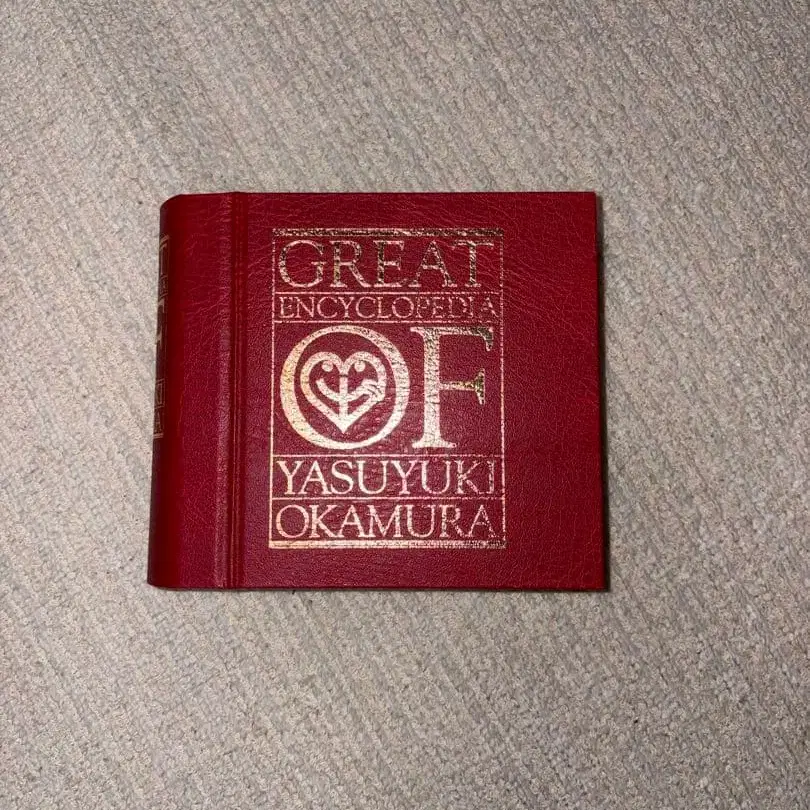 GREAT
ENCYCLOPEDIA
OF
YASUYUKI
OKAMURA